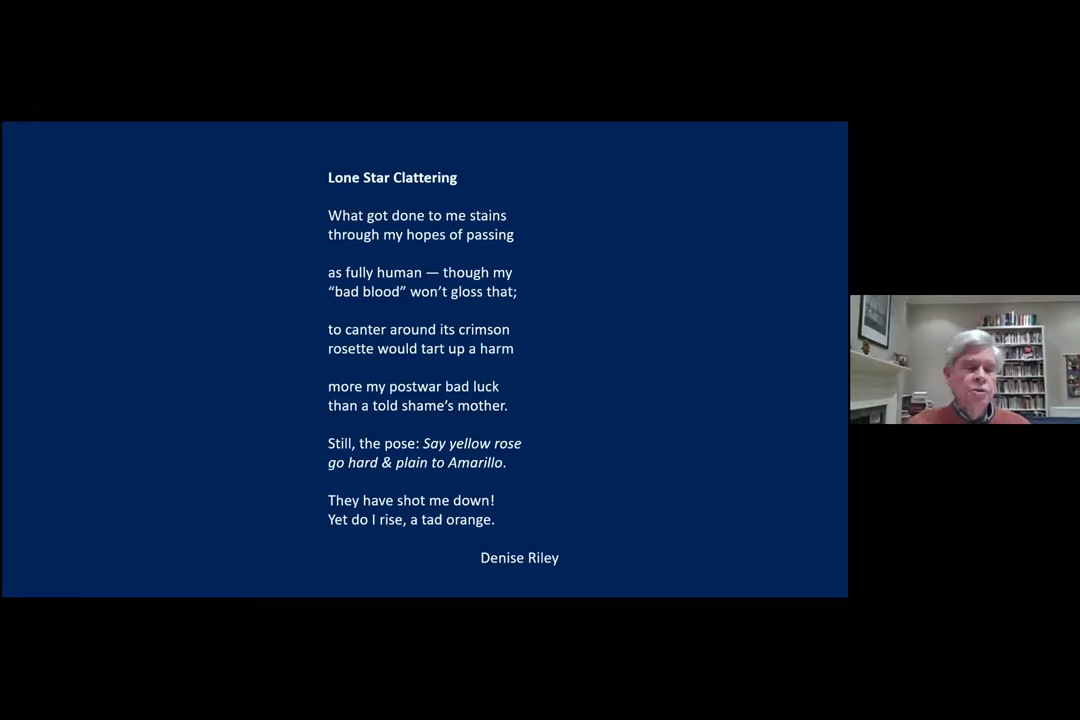 Lone Star Clattering
What got done to me stains
through my hopes of passing
as fully human — though my
“bad blood” won’t gloss that;
to canter around its crimson
rosette would tart up a harm
more my postwar bad luck
than a told shame’s mother.
Still, the pose: Say yellow rose
go hard & plain to Amarillo.
They have shot me down!
Yet do I rise, a tad orange.
Denise Riley